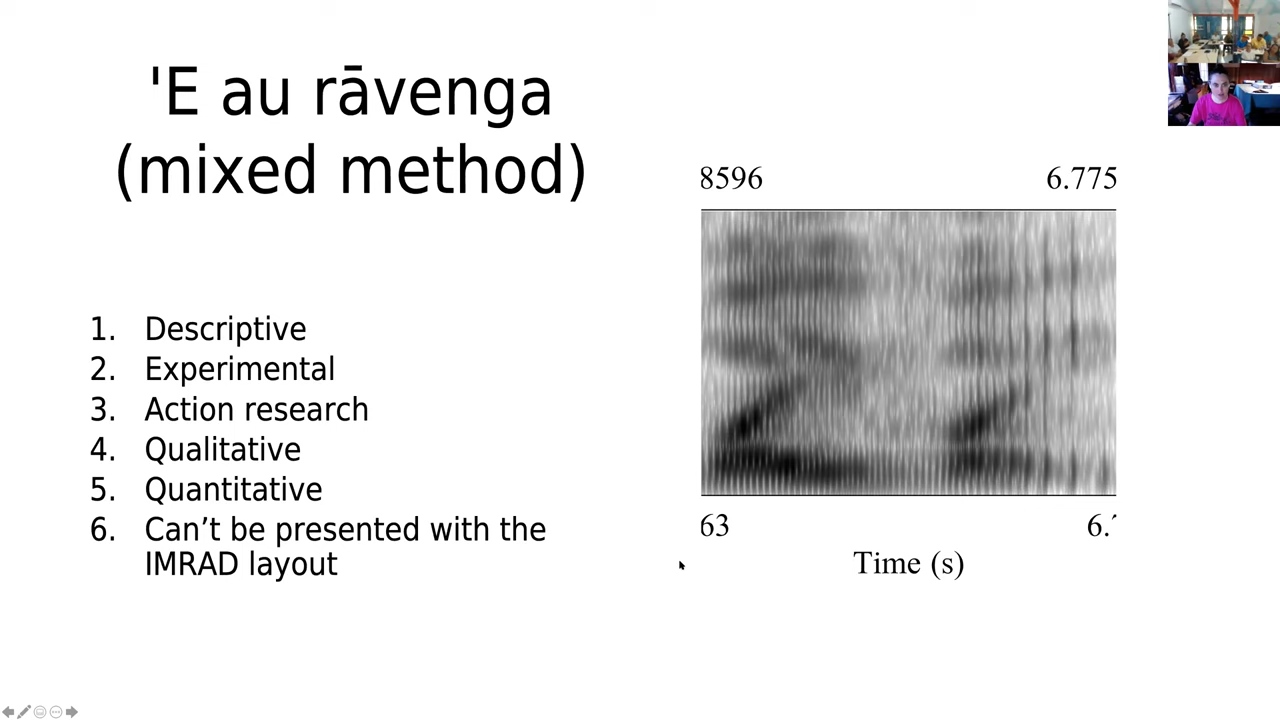 'E au rāvenga
(mixed method)
1. Descriptive
2. Experimental
3. Action research
4. Qualitative
5. Quantitative
6. Can’t be presented with the
IMRAD layout
8596 6.775
63 6.
Time (s)